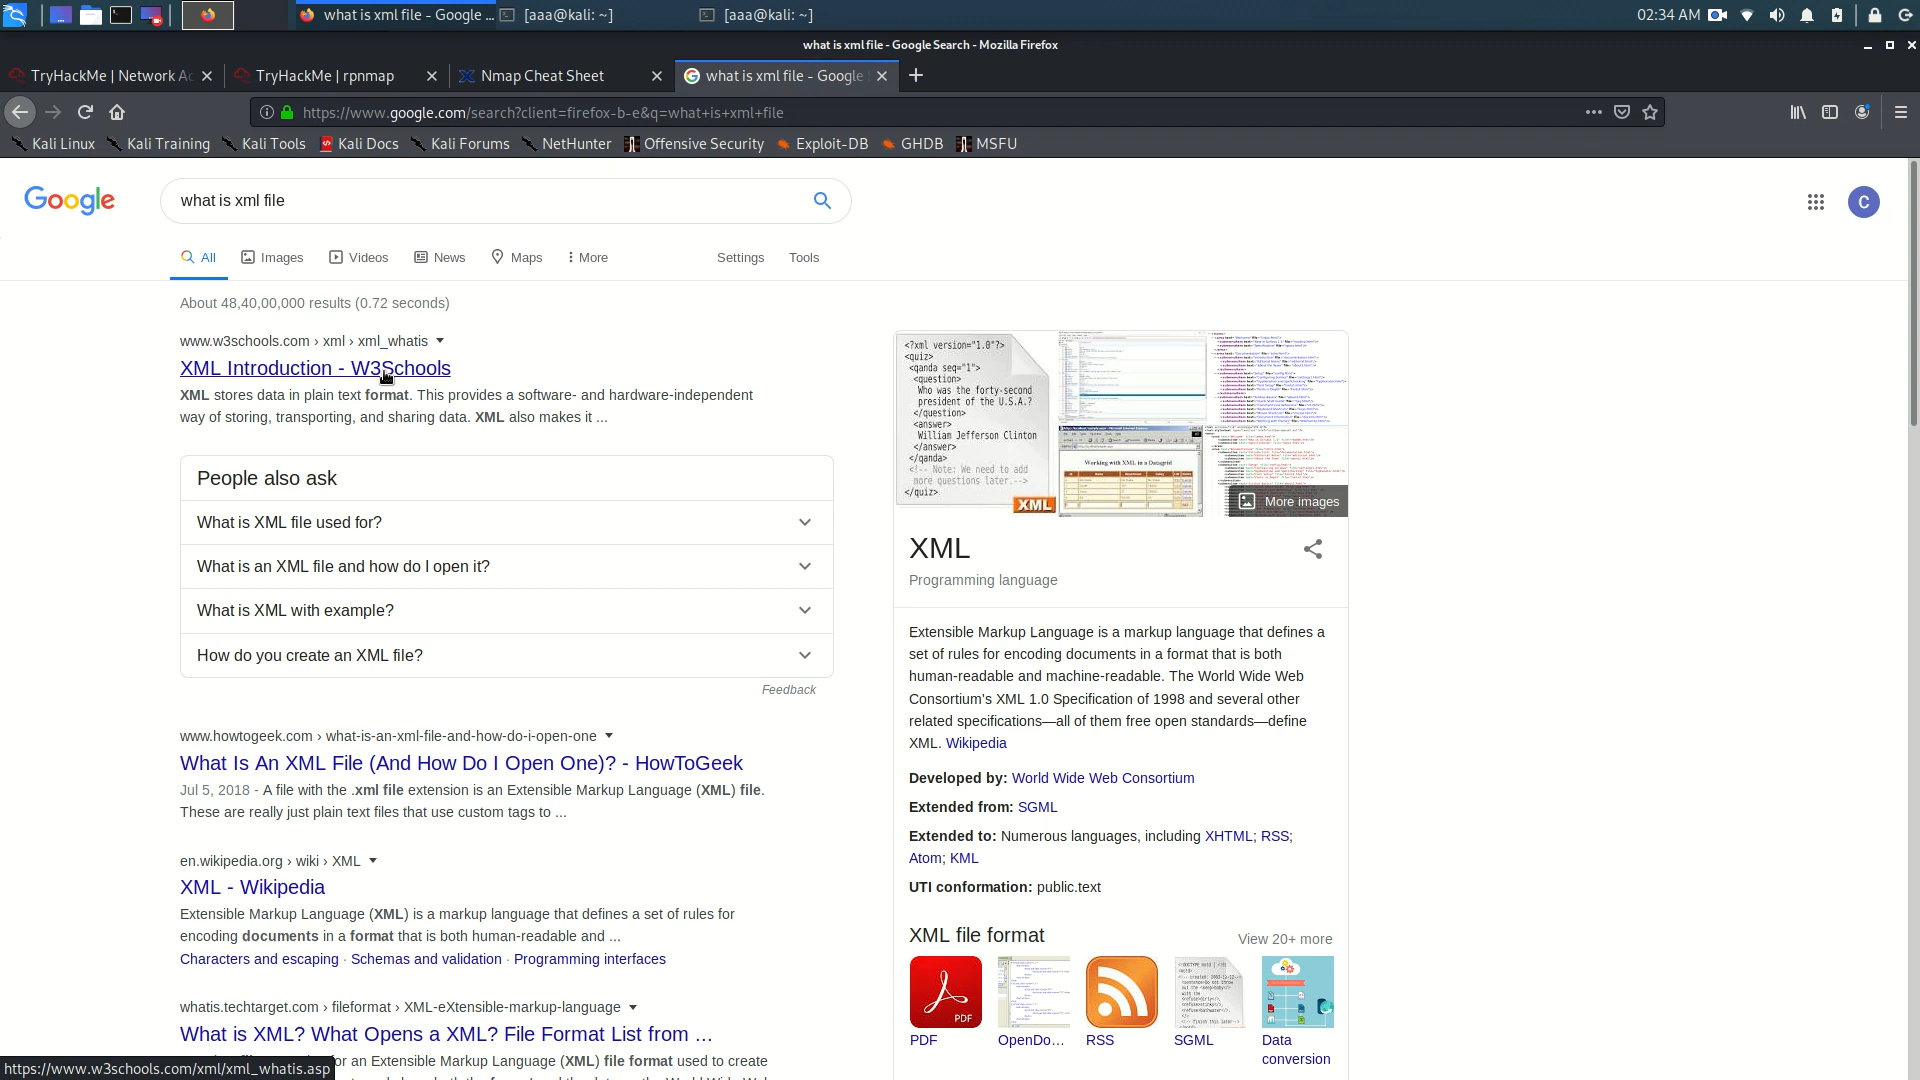 what is xml file - Google ...
[aaa@kali: ~]
[aaa@kali: ~]
02:34 AM
what is xml file - Google Search - Mozilla Firefox
TryHackMe | Network Ac
TryHackMe | rpnmap
Nmap Cheat Sheet
what is xml file - Google
https://www.google.com/search?client=firefox-b-e&q=what+is+xml+file
Kali Linux
Kali Training
Kali Tools
Kali Docs
Kali Forums
NetHunter
Offensive Security
Exploit-DB
GHDB
MSFU
Google
what is xml file
C
All
Images
Videos
News
Maps
More
Settings
Tools
About 48,40,00,000 results (0.72 seconds)
www.w3schools.com › xml › xml_whatis
XML Introduction - W3Schools
XML stores data in plain text format. This provides a software- and hardware-independent
way of storing, transporting, and sharing data. XML also makes it ...
People also ask
What is XML file used for?
What is an XML file and how do I open it?
What is XML with example?
How do you create an XML file?
Feedback
www.howtogeek.com › what-is-an-xml-file-and-how-do-i-open-one
What Is An XML File (And How Do I Open One)? - HowToGeek
Jul 5, 2018 - A file with the .xml file extension is an Extensible Markup Language (XML) file.
These are really just plain text files that use custom tags to ...
en.wikipedia.org › wiki › XML
XML - Wikipedia
Extensible Markup Language (XML) is a markup language that defines a set of rules for
encoding documents in a format that is both human-readable and ...
Characters and escaping · Schemas and validation · Programming interfaces
whatis.techtarget.com › fileformat › XML-eXtensible-markup-language
What is XML? What Opens a XML? File Format List from ...
or an Extensible Markup Language (XML) file format used to create
https://www.w3schools.com/xml/xml_whatis.asp
<?xml version="1.0"?>
<quiz>
<qanda seq="1">
<question>
Who was the forty-second
president of the U.S.A.?
</question>
<answer>
William Jefferson Clinton
</answer>
</qanda>
<!-- Note: We need to add
more questions later.-->
</quiz>
XML
Working with XML in a Datagrid
More images
XML
Programming language
Extensible Markup Language is a markup language that defines a
set of rules for encoding documents in a format that is both
human-readable and machine-readable. The World Wide Web
Consortium's XML 1.0 Specification of 1998 and several other
related specifications—all of them free open standards—define
XML. Wikipedia
Developed by: World Wide Web Consortium
Extended from: SGML
Extended to: Numerous languages, including XHTML; RSS;
Atom; KML
UTI conformation: public.text
XML file format
View 20+ more
PDF
PDF
OpenDo...
RSS
SGML
Data
conversion